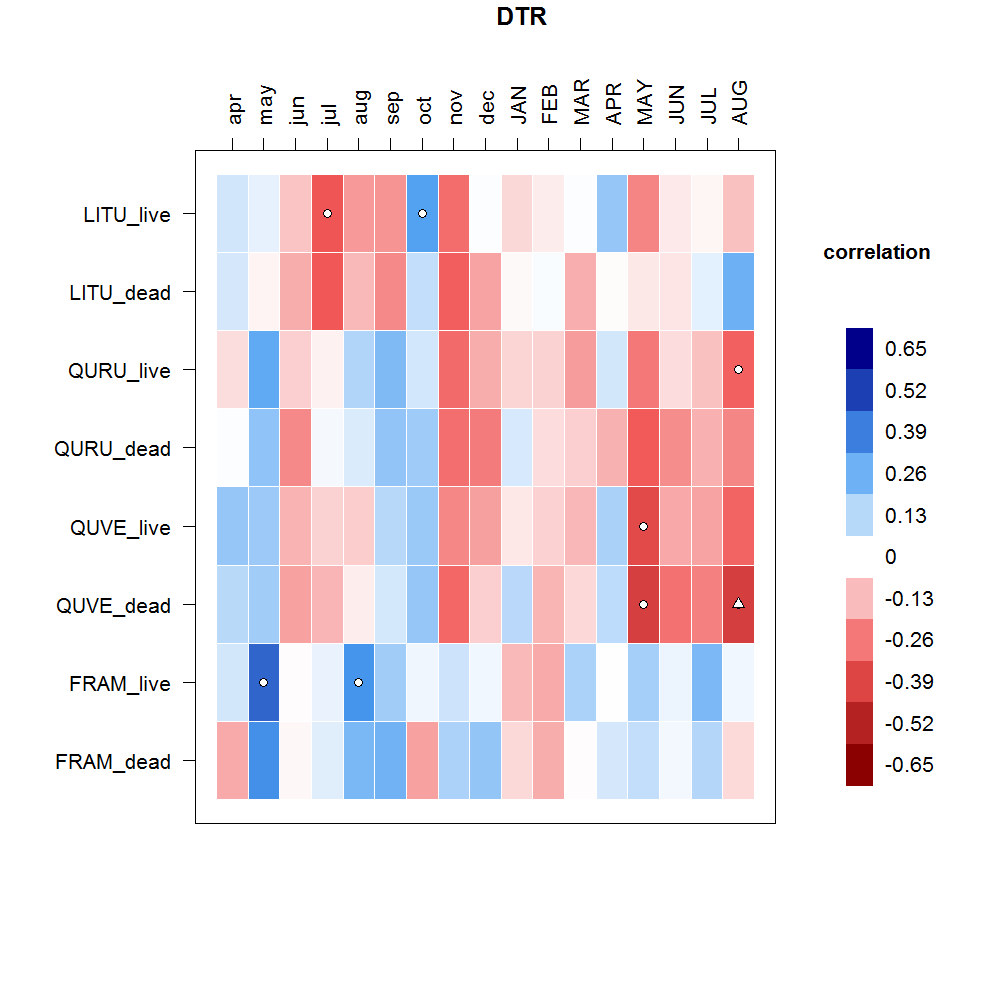 DTR
apr may jun jul aug sep oct nov dec JAN FEB MAR APR MAY JUN JUL AUG
LITU_live
LITU_dead
QURU_live
QURU_dead
QUVE_live
QUVE_dead
FRAM_live
FRAM_dead
correlation
0.65
0.52
0.39
0.26
0.13
0
-0.13
-0.26
-0.39
-0.52
-0.65